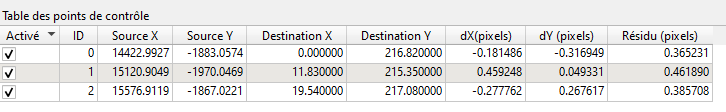 Table des points de contrôle
Activé ID Source X Source Y Destination X Destination Y dX(pixels) dY (pixels) Résidu (pixels)
0 14422.9927 -1883.0574 0.000000 216.820000 -0.181486 -0.316949 0.365231
1 15120.9049 -1970.0469 11.830000 215.350000 0.459248 0.049331 0.461890
2 15576.9119 -1867.0221 19.540000 217.080000 -0.277762 0.267617 0.385708